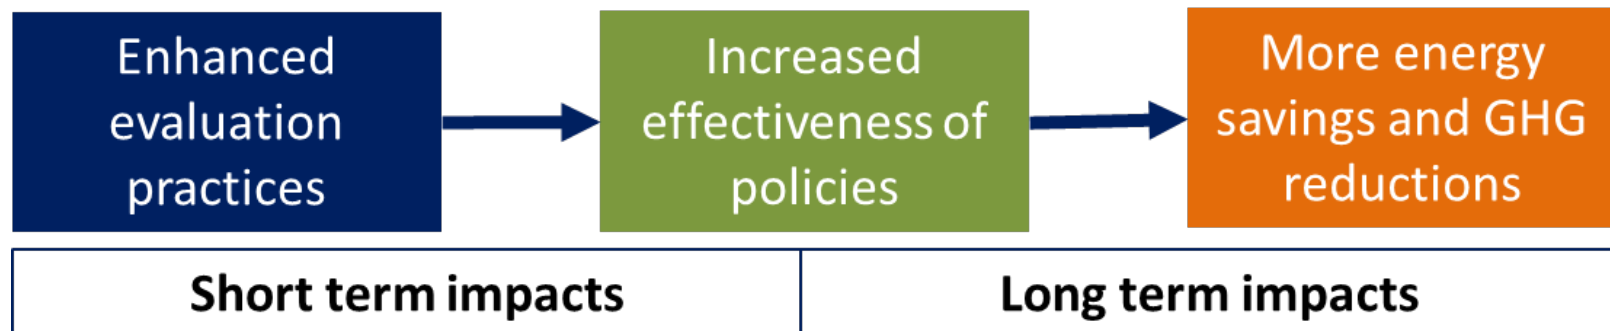 Enhanced
evaluation
practices
Increased
effectiveness of
policies
More energy
savings and GHG
reductions
Short term impacts
Long term impacts